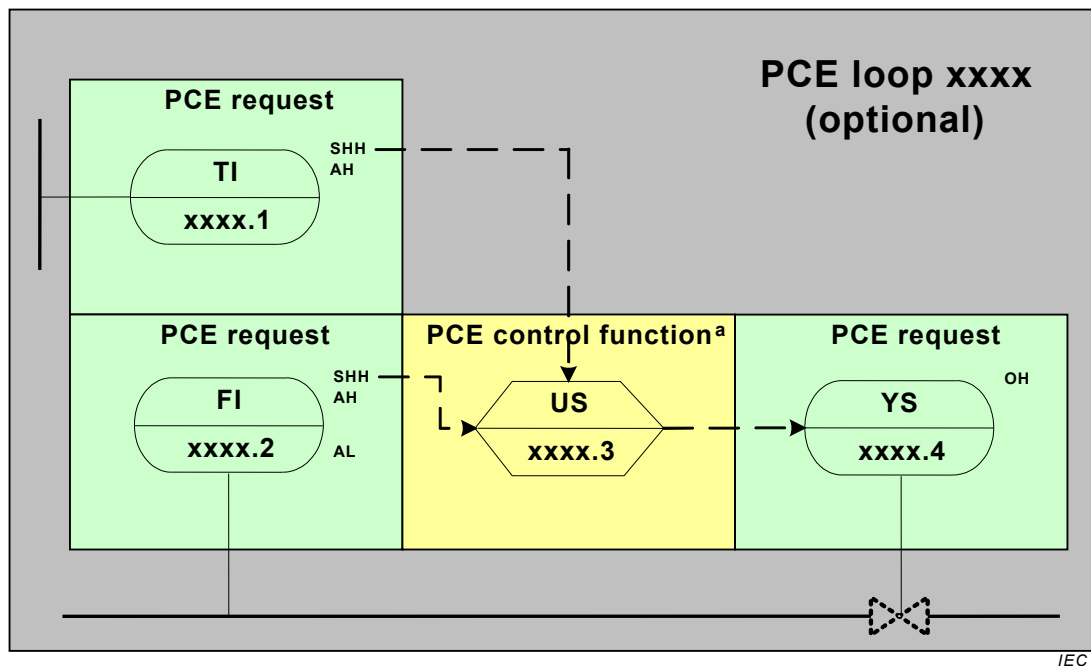 PCE loop xxxx
(optional)
PCE request
TI
xxxx.1
SHH
AH
PCE request
FI
xxxx.2
SHH
AH
AL
PCE control functionª
US
xxxx.3
PCE request
YS
xxxx.4
OH
IEC